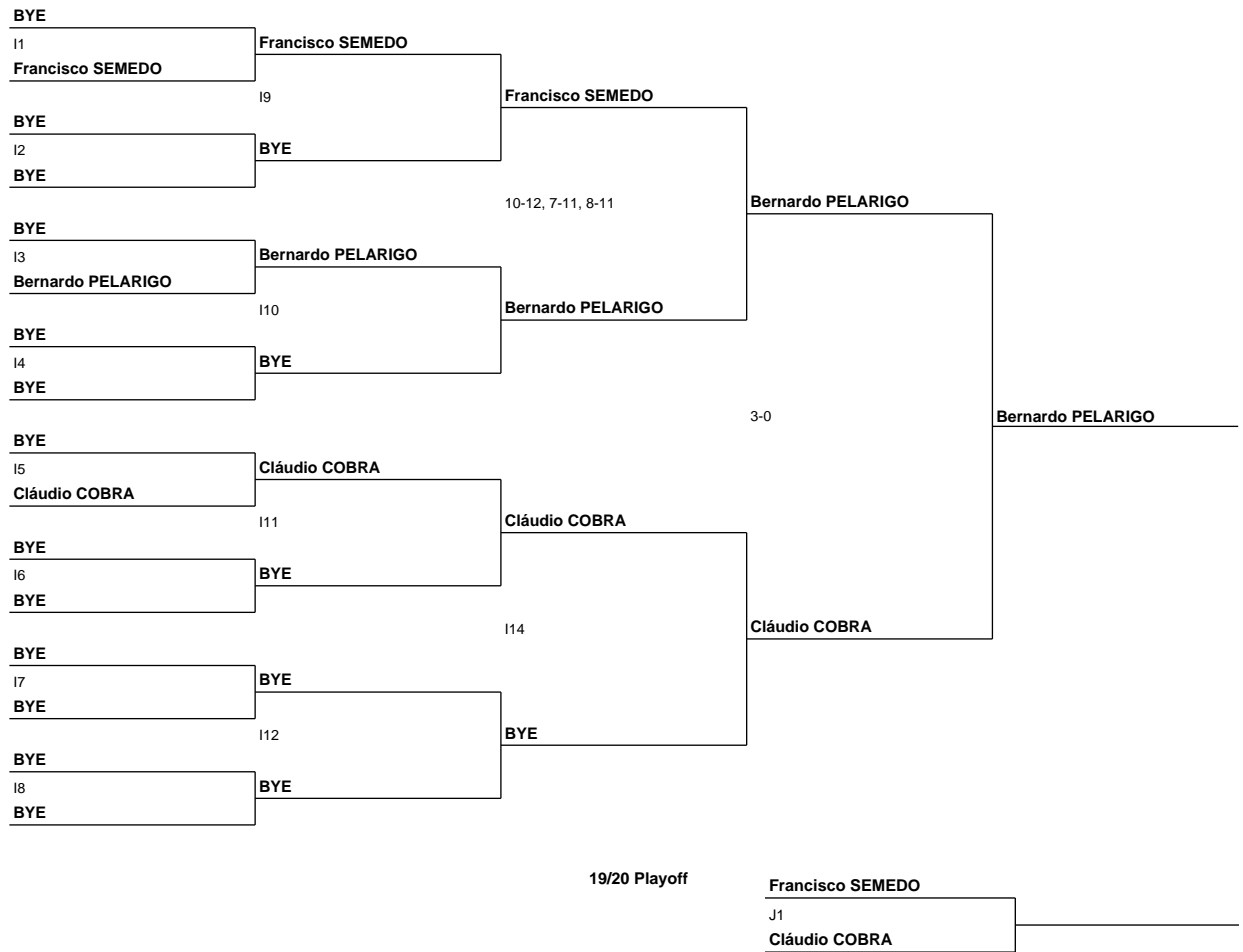 BYE
I1
Francisco SEMEDO
BYE
I2
BYE
BYE
I3
Bernardo PELARIGO
BYE
I4
BYE
BYE
I5
Cláudio COBRA
BYE
I6
BYE
BYE
I7
BYE
BYE
I8
BYE
Francisco SEMEDO
I9
BYE
Bernardo PELARIGO
I10
BYE
Cláudio COBRA
I11
BYE
BYE
I12
BYE
Francisco SEMEDO
10-12, 7-11, 8-11
Bernardo PELARIGO
Cláudio COBRA
I14
BYE
Bernardo PELARIGO
3-0
Cláudio COBRA
Bernardo PELARIGO
19/20 Playoff
Francisco SEMEDO
J1
Cláudio COBRA